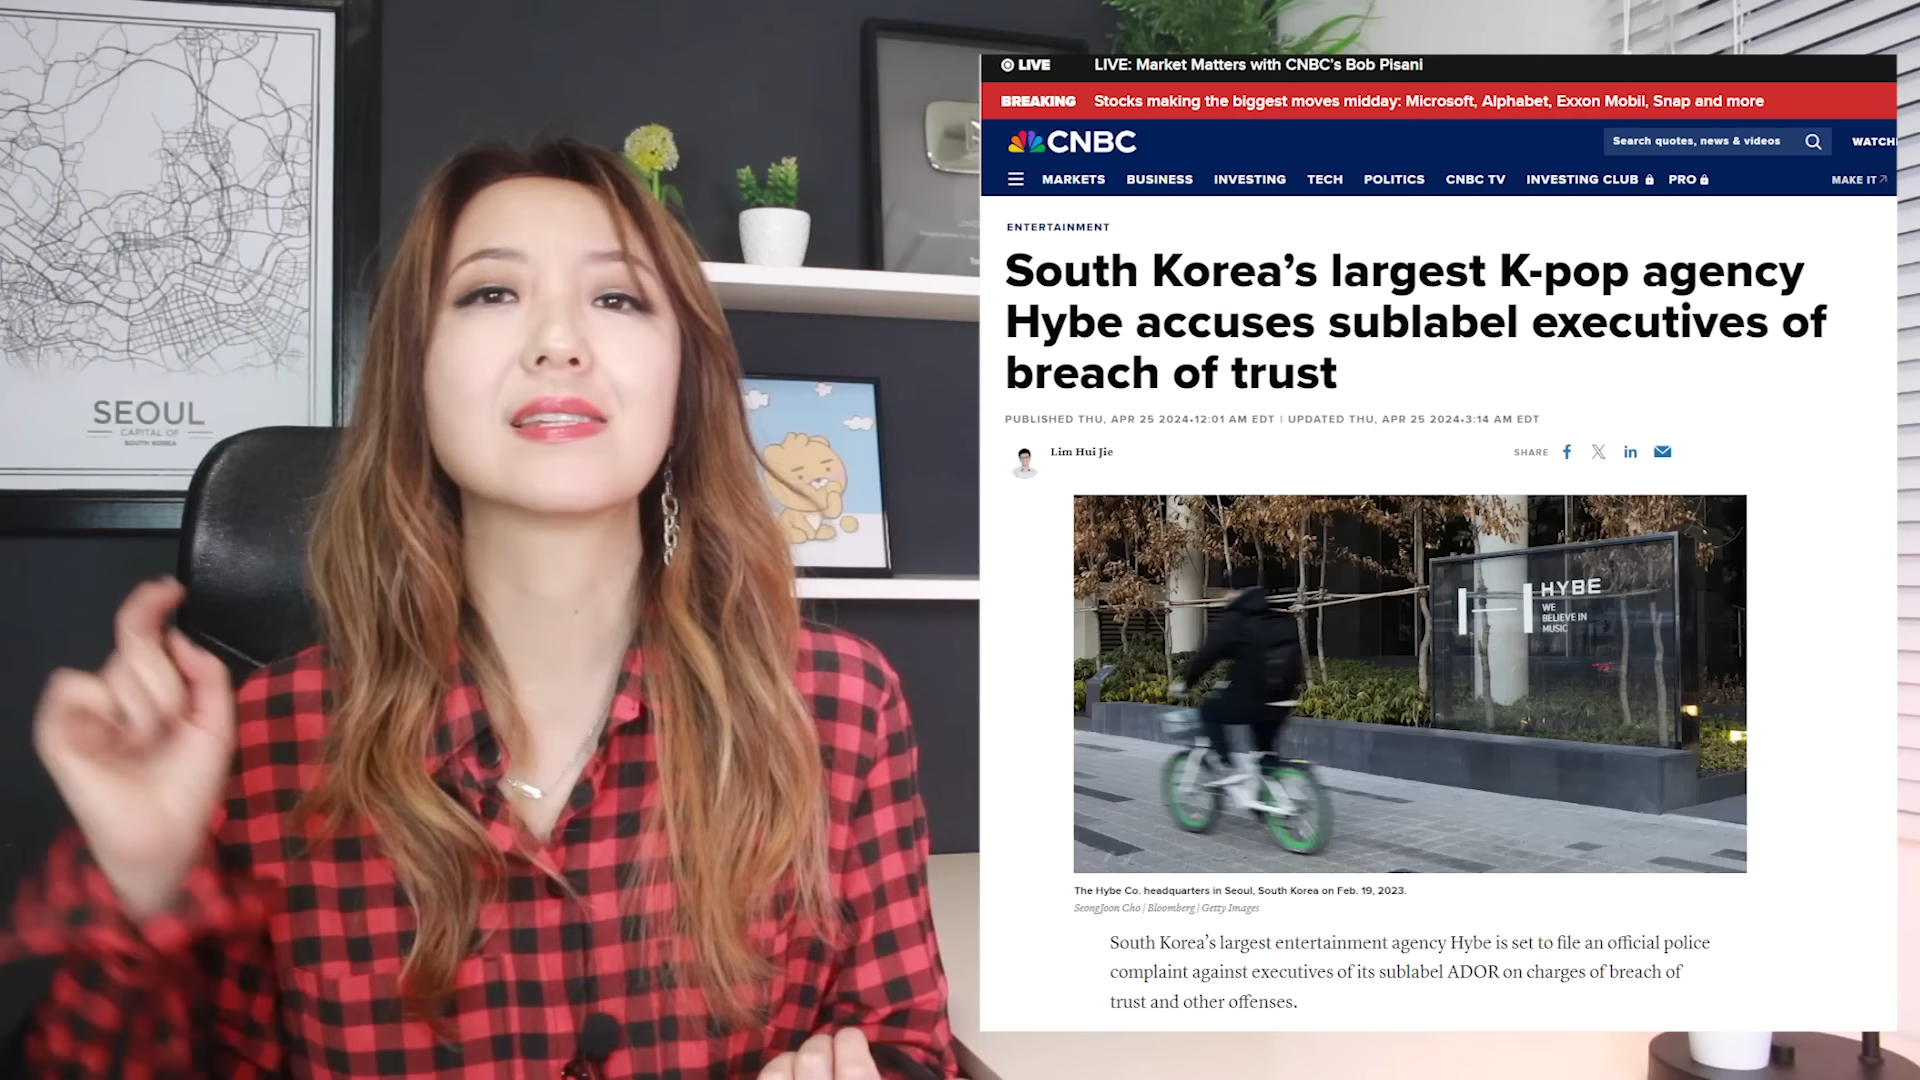 SEOUL
CAPITAL OF
SOUTH KOREA
LIVE
LIVE: Market Matters with CNBC's Bob Pisani
BREAKING
Stocks making the biggest moves midday: Microsoft, Alphabet, Exxon Mobil, Snap and more
CNBC
Search quotes, news & videos
WATCH
MARKETS BUSINESS INVESTING TECH POLITICS CNBC TV INVESTING CLUB PRO MAKE IT
ENTERTAINMENT
South Korea’s largest K-pop agency
Hybe accuses sublabel executives of
breach of trust
PUBLISHED THU, APR 25 2024•12:01 AM EDT | UPDATED THU, APR 25 2024•3:14 AM EDT
Lim Hui Jie
SHARE
HYBE
WE
BELIEVE IN
MUSIC
The Hybe Co. headquarters in Seoul, South Korea on Feb. 19, 2023.
SeongJoon Cho | Bloomberg | Getty Images
South Korea’s largest entertainment agency Hybe is set to file an official police
complaint against executives of its sublabel ADOR on charges of breach of
trust and other offenses.